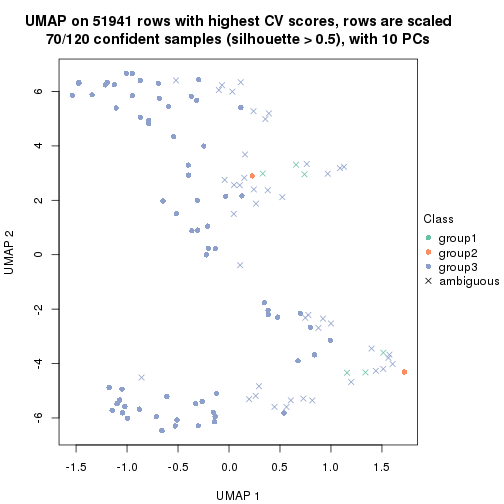 UMAP on 51941 rows with highest CV scores, rows are scaled
70/120 confident samples (silhouette > 0.5), with 10 PCs
6
4
2
0
-2
-4
-6
UMAP 2
-1.5 -1.0 -0.5 0.0 0.5 1.0 1.5
UMAP 1
Class
group1
group2
group3
ambiguous